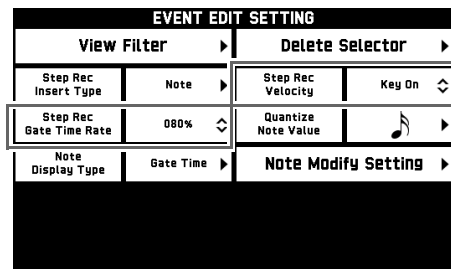 EVENT EDIT SETTING
View Filter
Delete Selector
Step Rec
Insert Type
Note
Step Rec
Velocity
Key On
Step Rec
Gate Time Rate
080%
Quantize
Note Value
Note
Display Type
Gate Time
Note Modify Setting